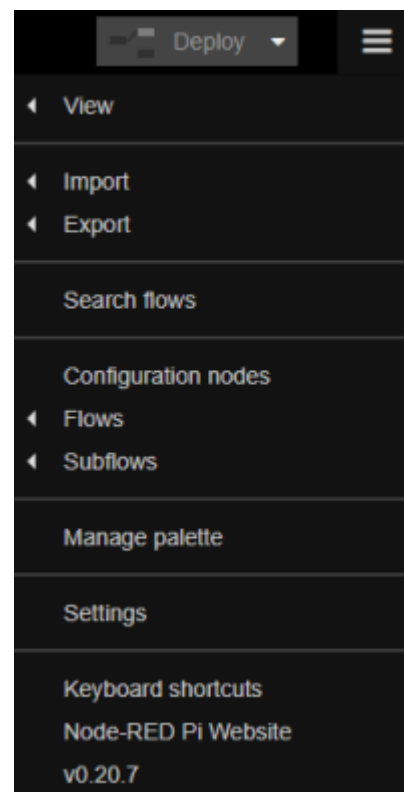 Deploy
View
Import
Export
Search flows
Configuration nodes
Flows
Subflows
Manage palette
Settings
Keyboard shortcuts
Node-RED Pi Website
v0.20.7